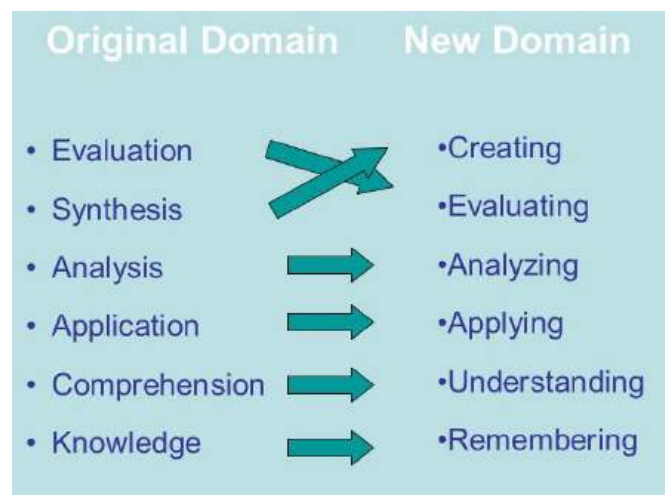 Original Domain New Domain
• Evaluation •Creating
• Synthesis •Evaluating
• Analysis •Analyzing
• Application •Applying
• Comprehension •Understanding
• Knowledge •Remembering